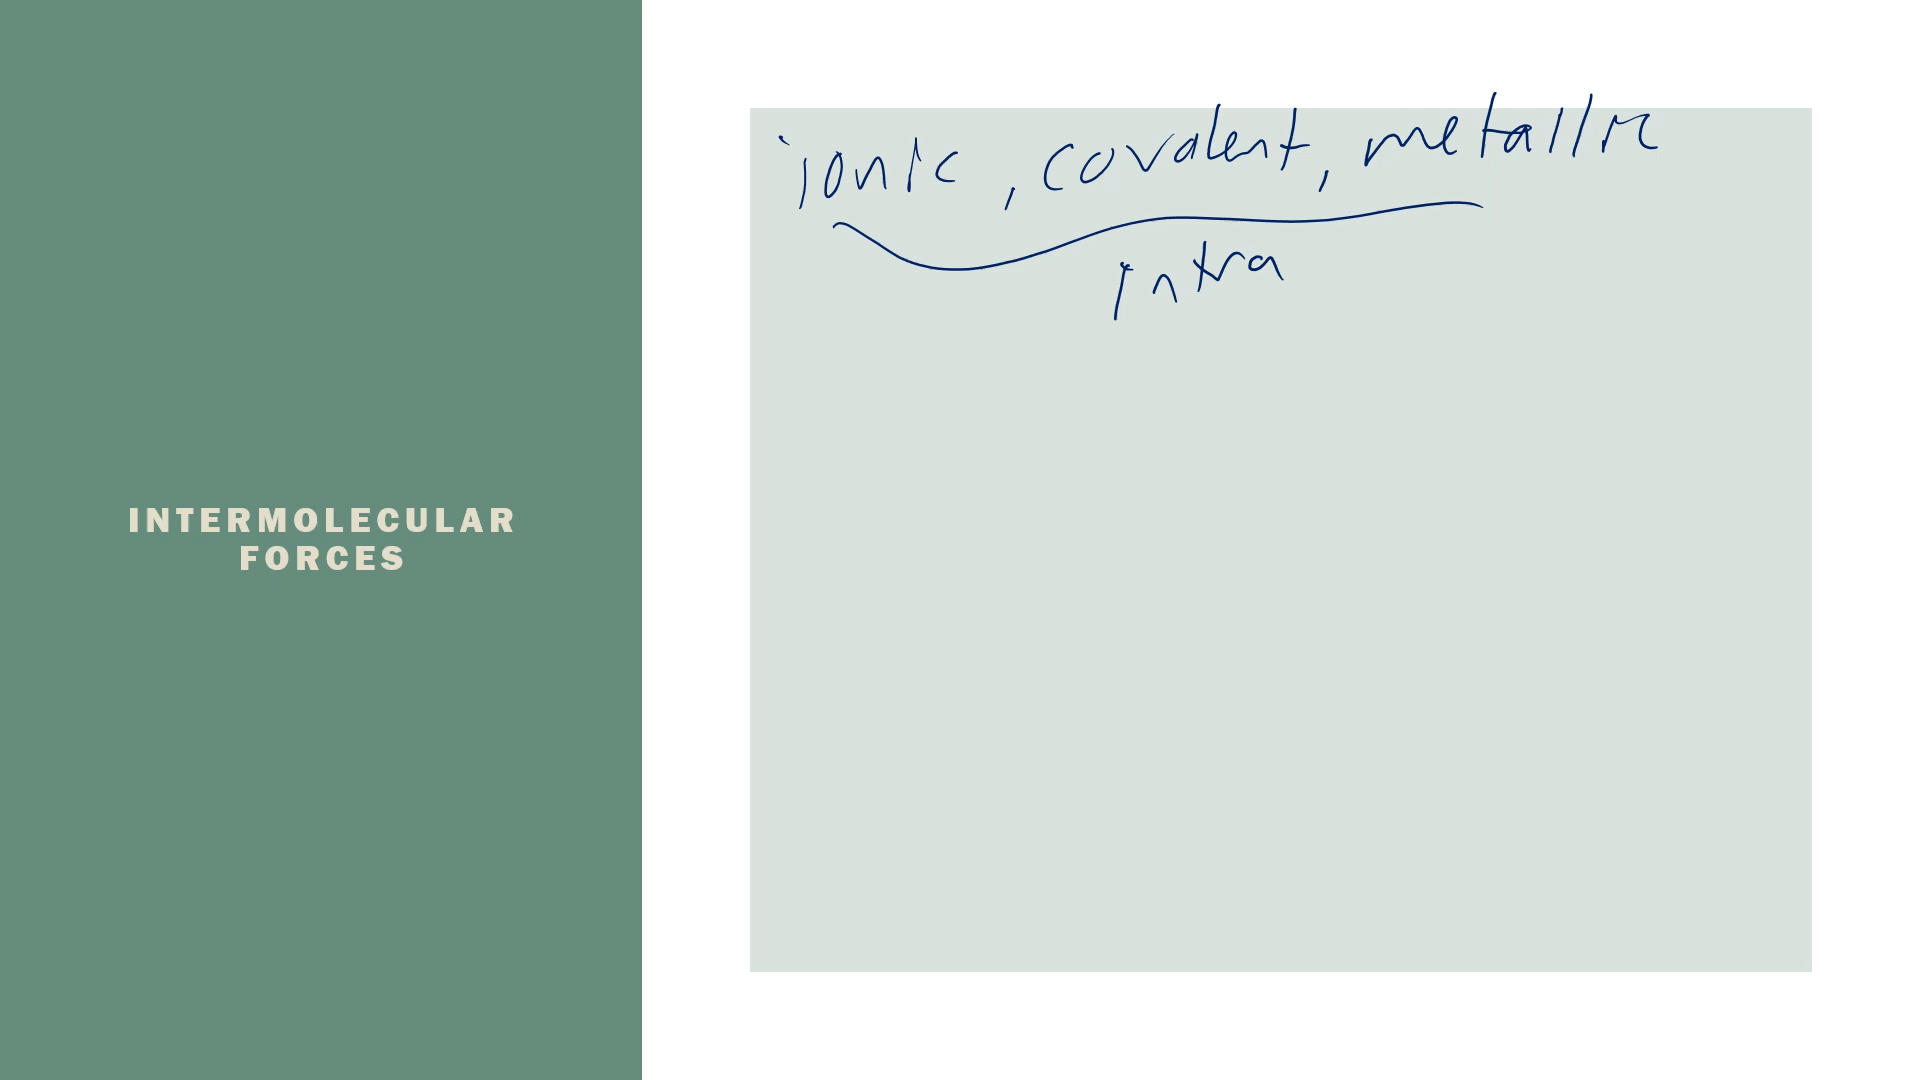 INTERMOLECULAR
FORCES
ionic, covalent, metallic
intra